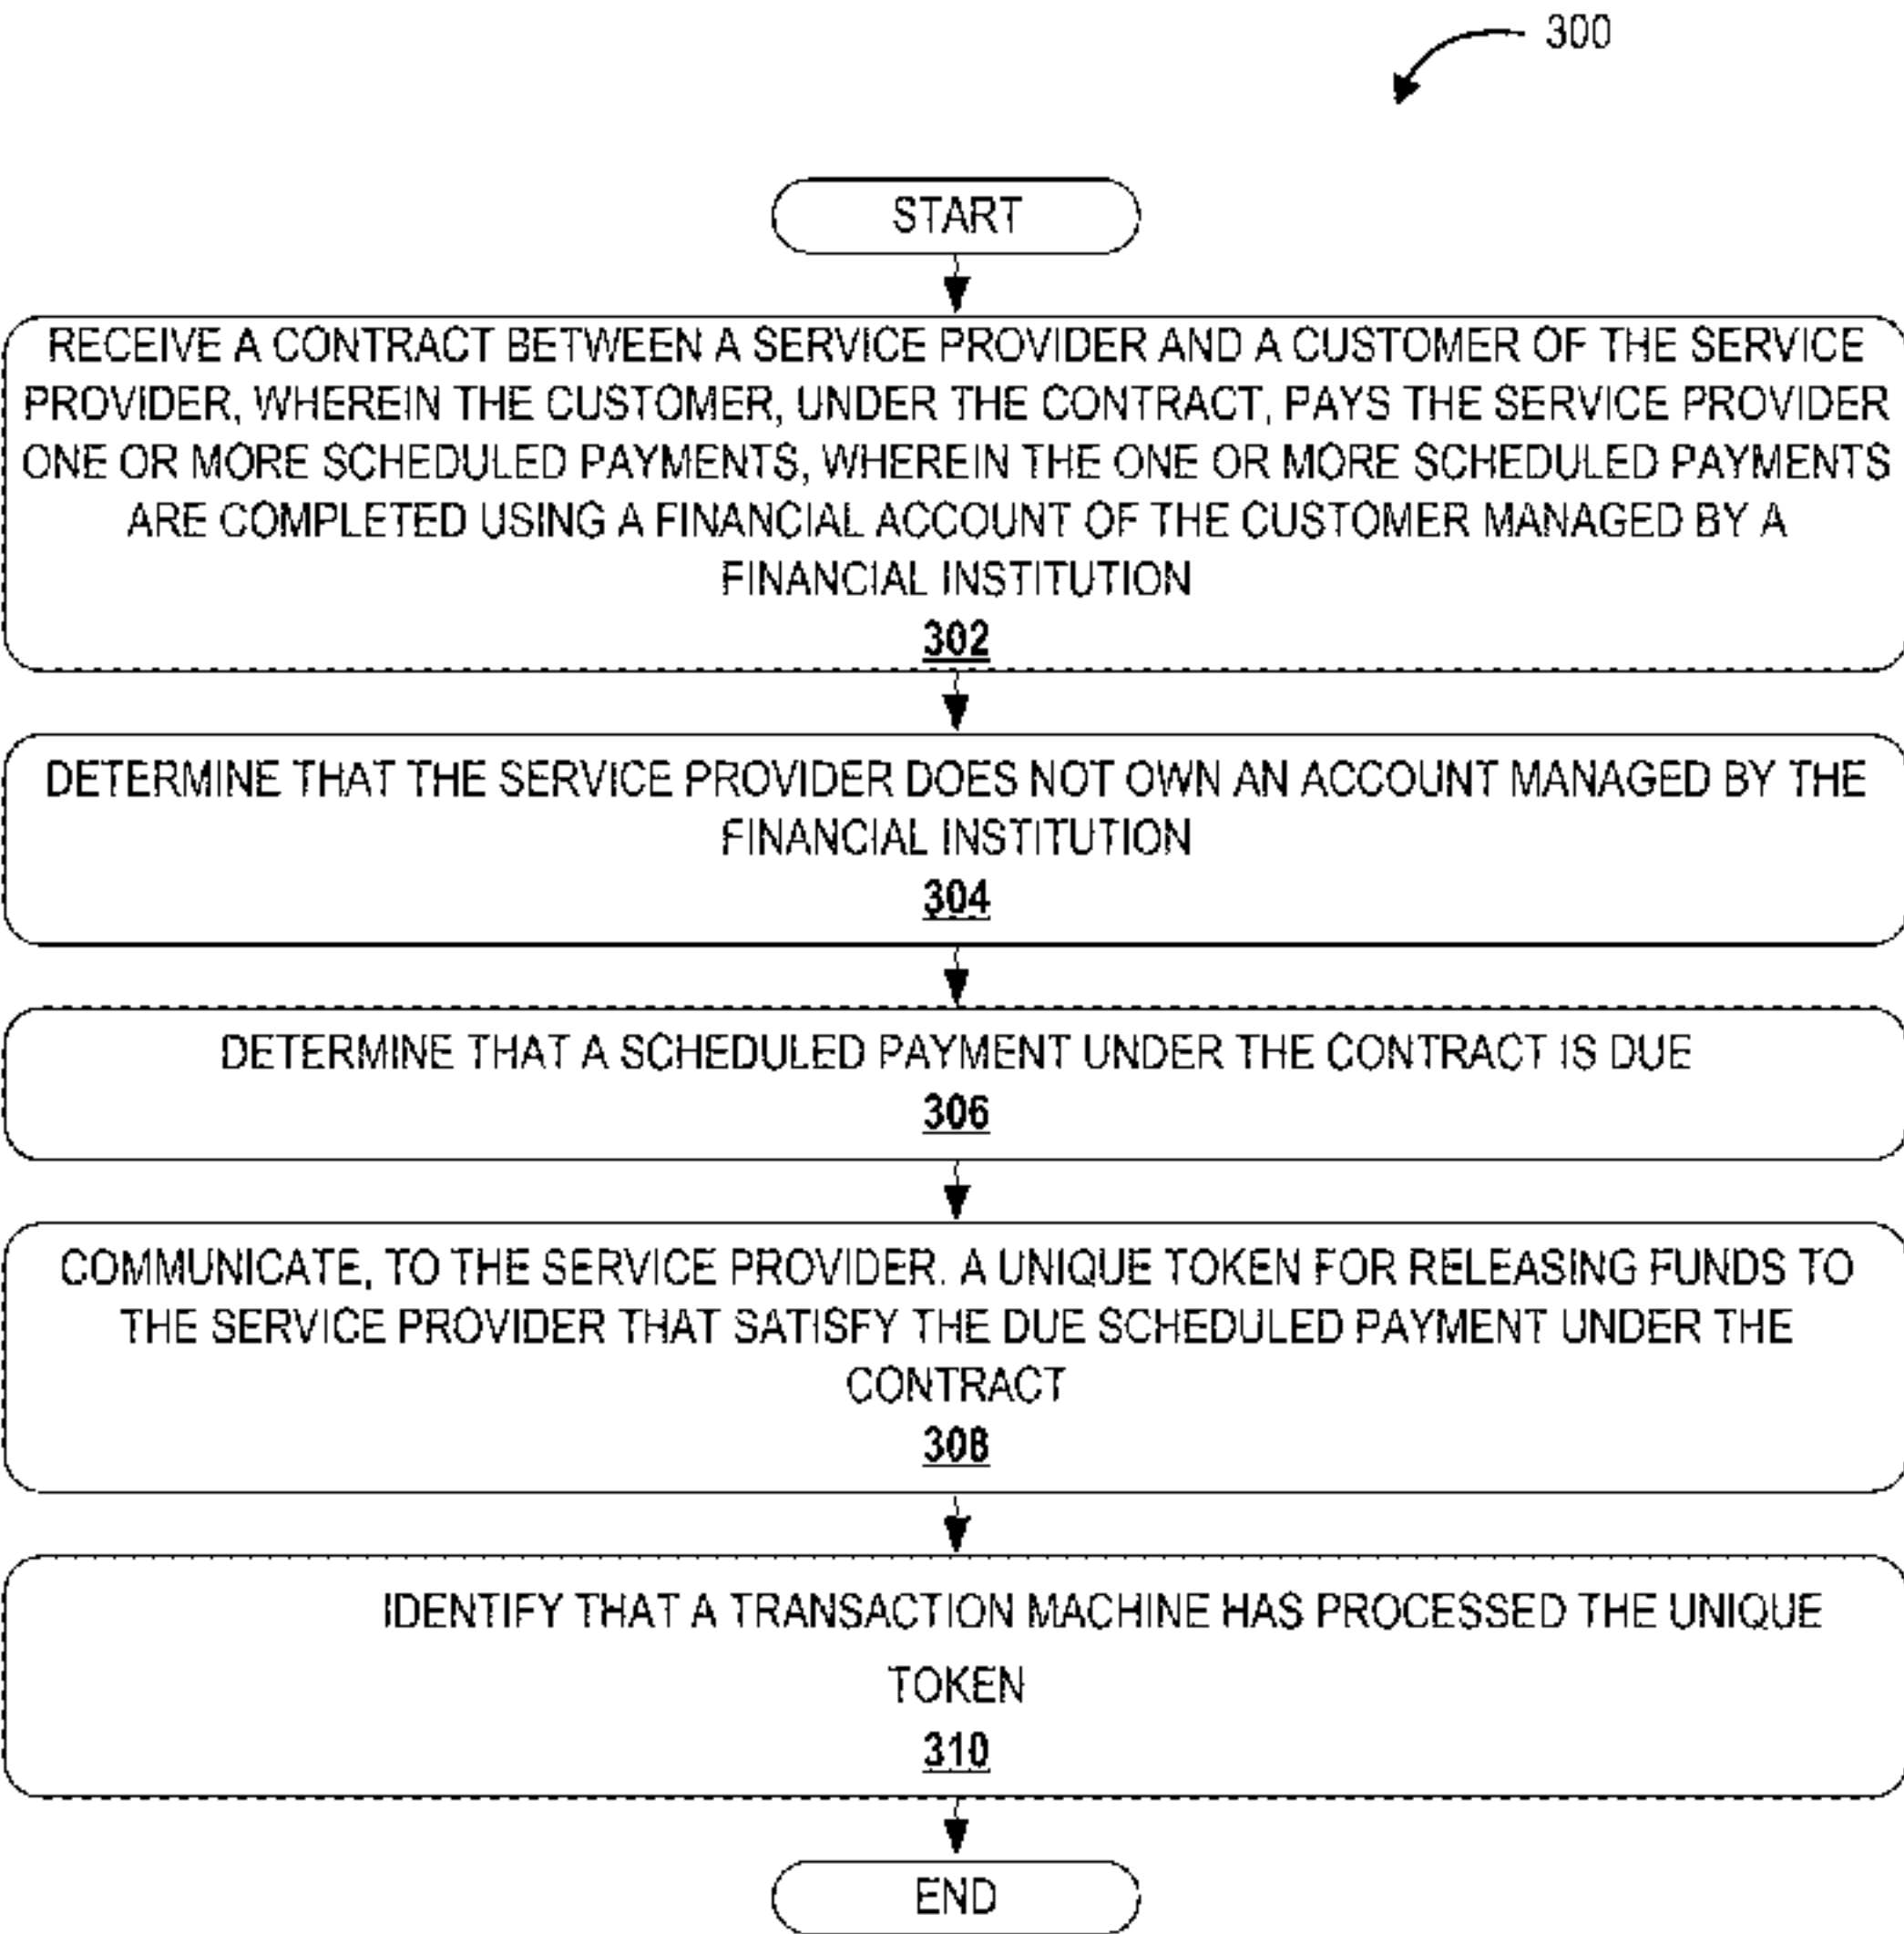 300
START
RECEIVE A CONTRACT BETWEEN A SERVICE PROVIDER AND A CUSTOMER OF THE SERVICE
PROVIDER, WHEREIN THE CUSTOMER, UNDER THE CONTRACT, PAYS THE SERVICE PROVIDER
ONE OR MORE SCHEDULED PAYMENTS, WHEREIN THE ONE OR MORE SCHEDULED PAYMENTS
ARE COMPLETED USING A FINANCIAL ACCOUNT OF THE CUSTOMER MANAGED BY A
FINANCIAL INSTITUTION
302
DETERMINE THAT THE SERVICE PROVIDER DOES NOT OWN AN ACCOUNT MANAGED BY THE
FINANCIAL INSTITUTION
304
DETERMINE THAT A SCHEDULED PAYMENT UNDER THE CONTRACT IS DUE
306
COMMUNICATE, TO THE SERVICE PROVIDER. A UNIQUE TOKEN FOR RELEASING FUNDS TO
THE SERVICE PROVIDER THAT SATISFY THE DUE SCHEDULED PAYMENT UNDER THE
CONTRACT
308
IDENTIFY THAT A TRANSACTION MACHINE HAS PROCESSED THE UNIQUE
TOKEN
310
END